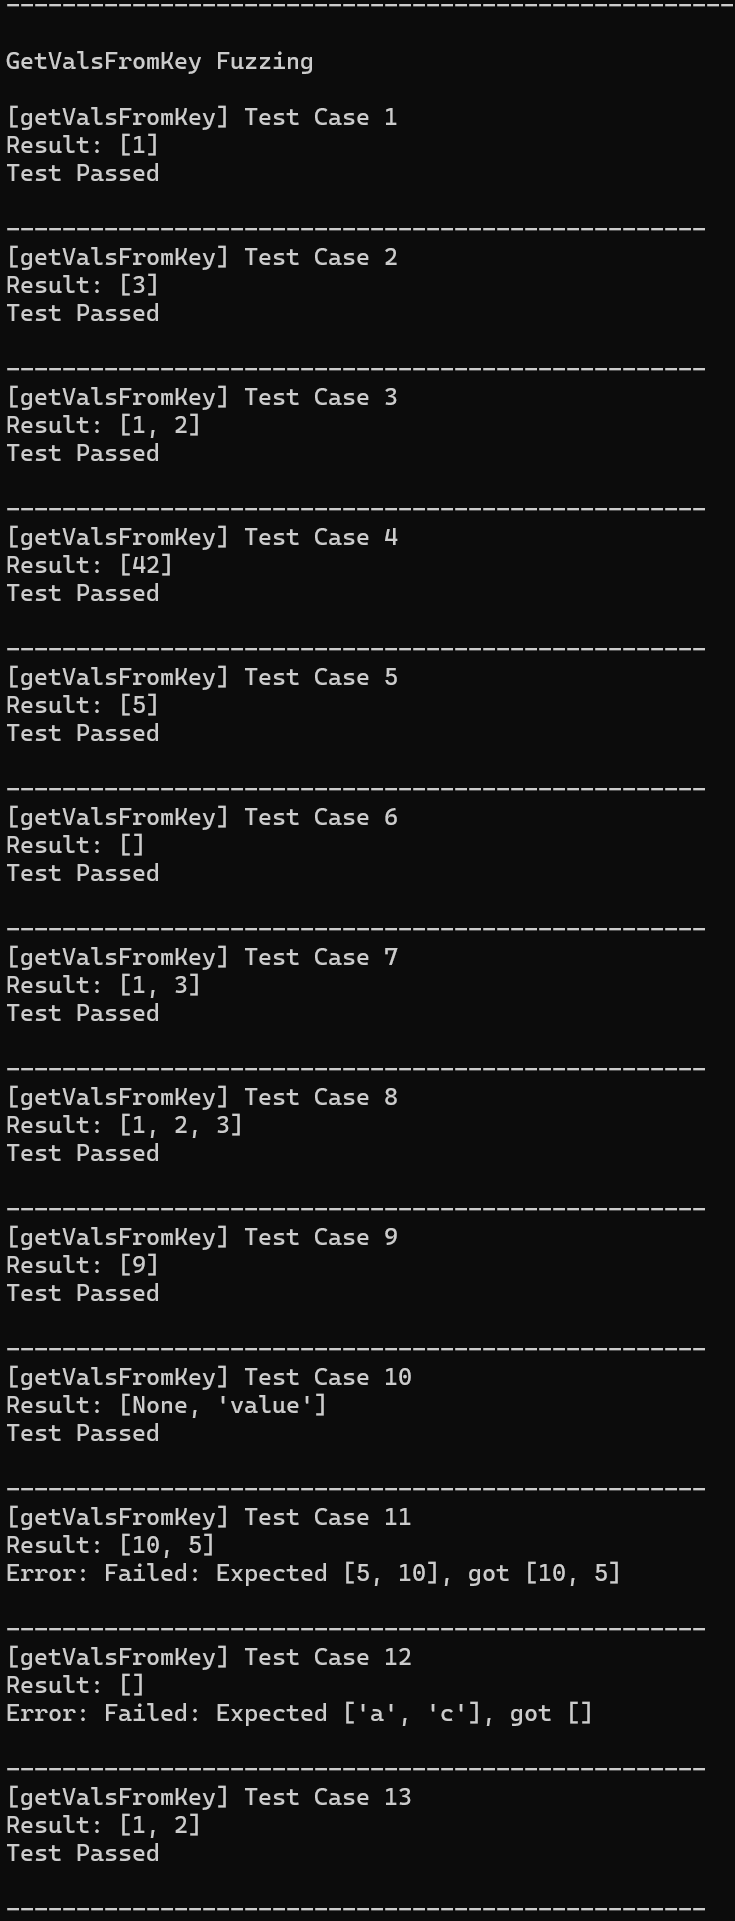 ----------------------------------------------------
GetValsFromKey Fuzzing
[getValsFromKey] Test Case 1
Result: [1]
Test Passed
--------------------------------------------------
[getValsFromKey] Test Case 2
Result: [3]
Test Passed
--------------------------------------------------
[getValsFromKey] Test Case 3
Result: [1, 2]
Test Passed
--------------------------------------------------
[getValsFromKey] Test Case 4
Result: [42]
Test Passed
--------------------------------------------------
[getValsFromKey] Test Case 5
Result: [5]
Test Passed
--------------------------------------------------
[getValsFromKey] Test Case 6
Result: []
Test Passed
--------------------------------------------------
[getValsFromKey] Test Case 7
Result: [1, 3]
Test Passed
--------------------------------------------------
[getValsFromKey] Test Case 8
Result: [1, 2, 3]
Test Passed
--------------------------------------------------
[getValsFromKey] Test Case 9
Result: [9]
Test Passed
--------------------------------------------------
[getValsFromKey] Test Case 10
Result: [None, 'value']
Test Passed
--------------------------------------------------
[getValsFromKey] Test Case 11
Result: [10, 5]
Error: Failed: Expected [5, 10], got [10, 5]
--------------------------------------------------
[getValsFromKey] Test Case 12
Result: []
Error: Failed: Expected ['a', 'c'], got []
--------------------------------------------------
[getValsFromKey] Test Case 13
Result: [1, 2]
Test Passed
--------------------------------------------------